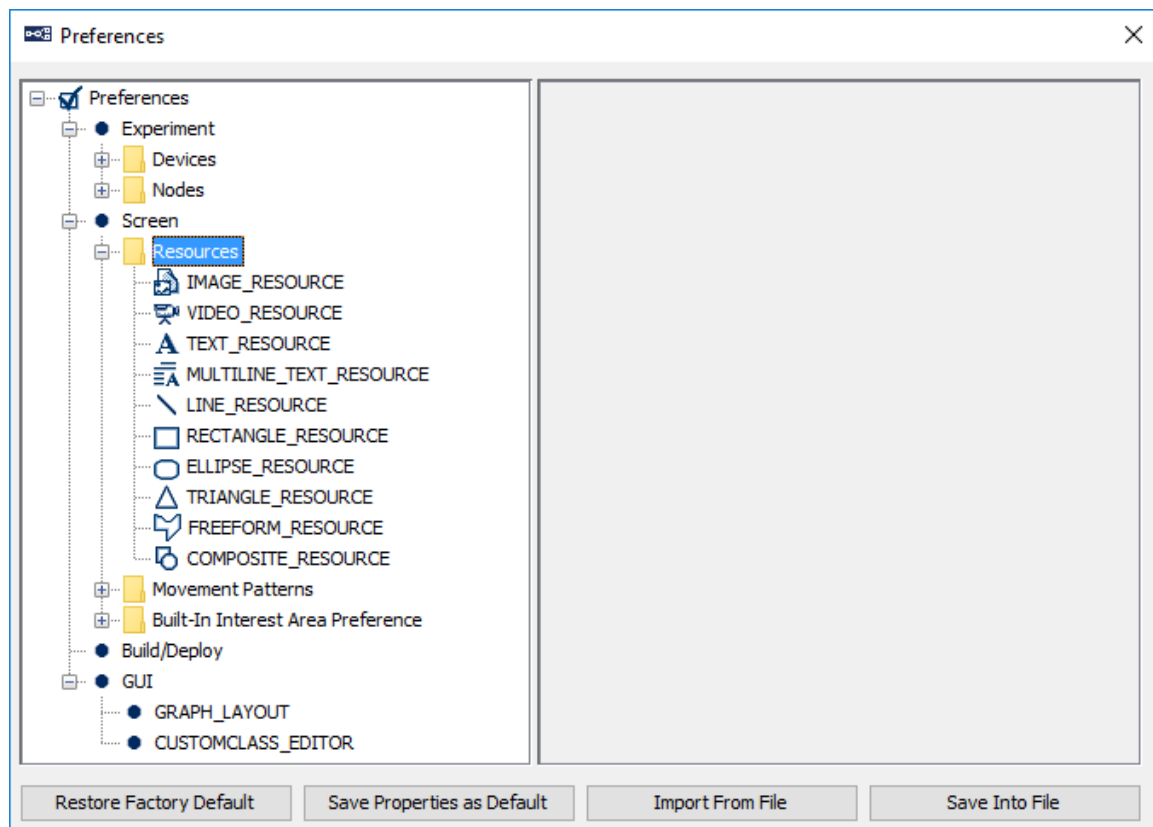 Preferences
Preferences
Experiment
Devices
Nodes
Screen
Resources
IMAGE_RESOURCE
VIDEO_RESOURCE
TEXT_RESOURCE
MULTILINE_TEXT_RESOURCE
LINE_RESOURCE
RECTANGLE_RESOURCE
ELLIPSE_RESOURCE
TRIANGLE_RESOURCE
FREEFORM_RESOURCE
COMPOSITE_RESOURCE
Movement Patterns
Built-In Interest Area Preference
Build/Deploy
GUI
GRAPH_LAYOUT
CUSTOMCLASS_EDITOR
Restore Factory Default Save Properties as Default Import From File Save Into File